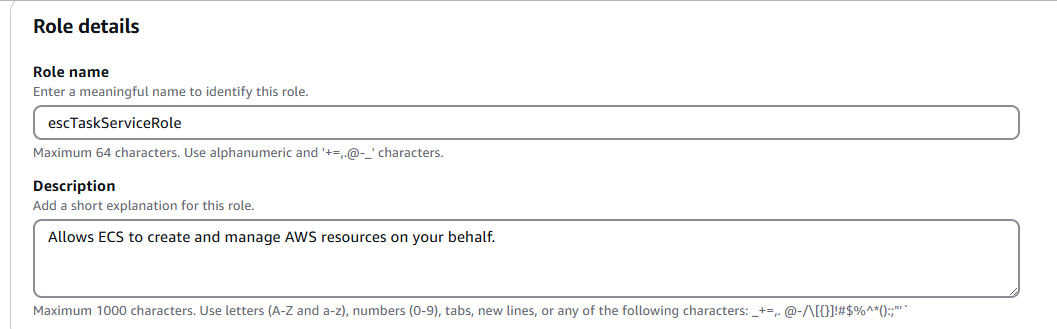 Role details
Role name
Enter a meaningful name to identify this role.
escTaskServiceRole
Maximum 64 characters. Use alphanumeric and '+=,.@-_' characters.
Description
Add a short explanation for this role.
Allows ECS to create and manage AWS resources on your behalf.
Maximum 1000 characters. Use letters (A-Z and a-z), numbers (0-9), tabs, new lines, or any of the following characters: _+=,. @-/\[{}]!#$%^*();:"'`